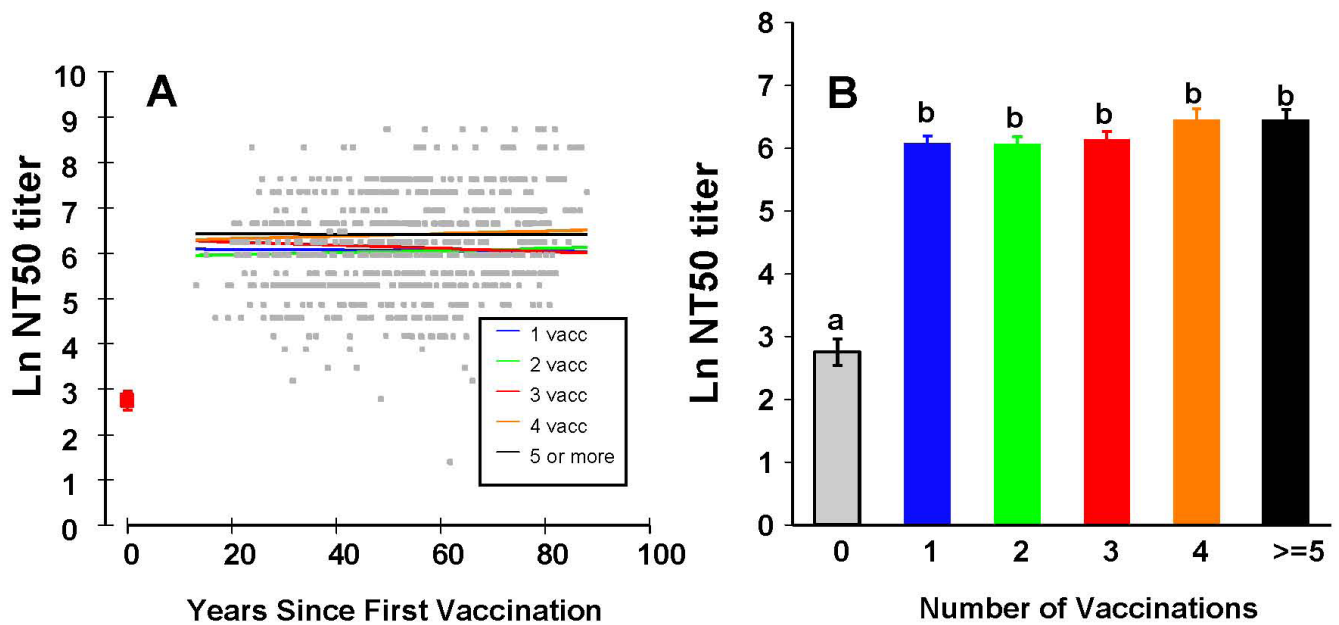 A
Ln NT50 titer
10
9
8
7
6
5
4
3
2
1
0
1 vacc
2 vacc
3 vacc
4 vacc
5 or more
0 20 40 60 80 100
Years Since First Vaccination
B
Ln NT50 titer
8
7
6
5
4
3
2
1
0
a b b b b b
0 1 2 3 4 >=5
Number of Vaccinations